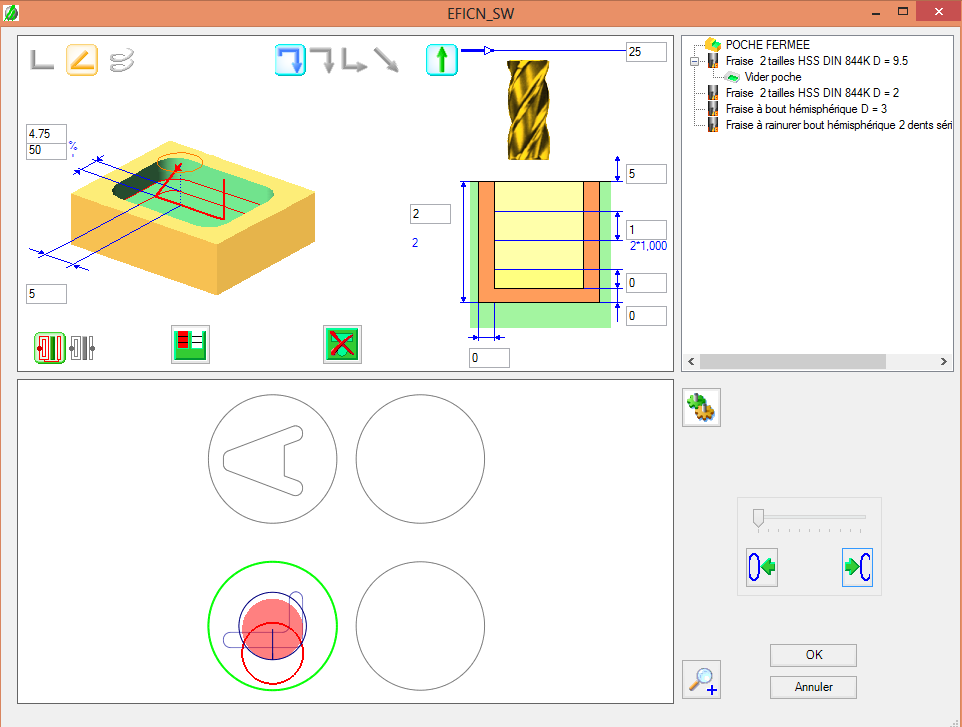 EFICN_SW
25
4.75
50
%
5
2
2
5
1
2*1,000
0
0
0
POCHE FERMEE
Fraise 2 tailles HSS DIN 844K D = 9.5
Vider poche
Fraise 2 tailles HSS DIN 844K D = 2
Fraise à bout hémisphérique D = 3
Fraise à rainurer bout hémisphérique 2 dents séri
OK
Annuler